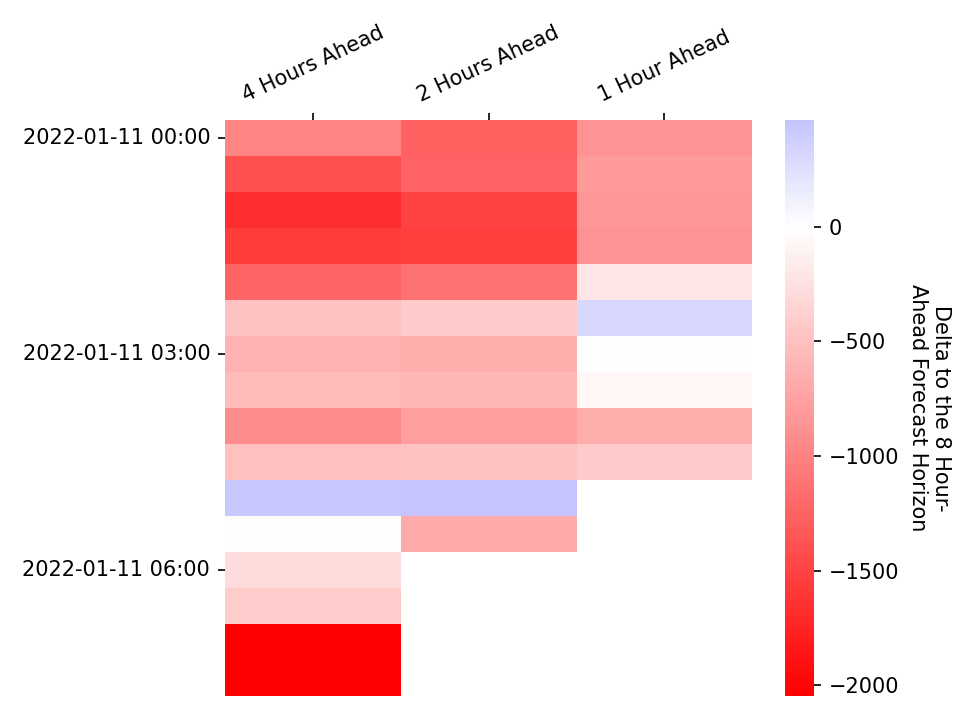 4 Hours Ahead
2 Hours Ahead
1 Hour Ahead
2022-01-11 00:00
2022-01-11 03:00
2022-01-11 06:00
0
−500
−1000
−1500
−2000
Delta to the 8 Hour-
Ahead Forecast Horizon